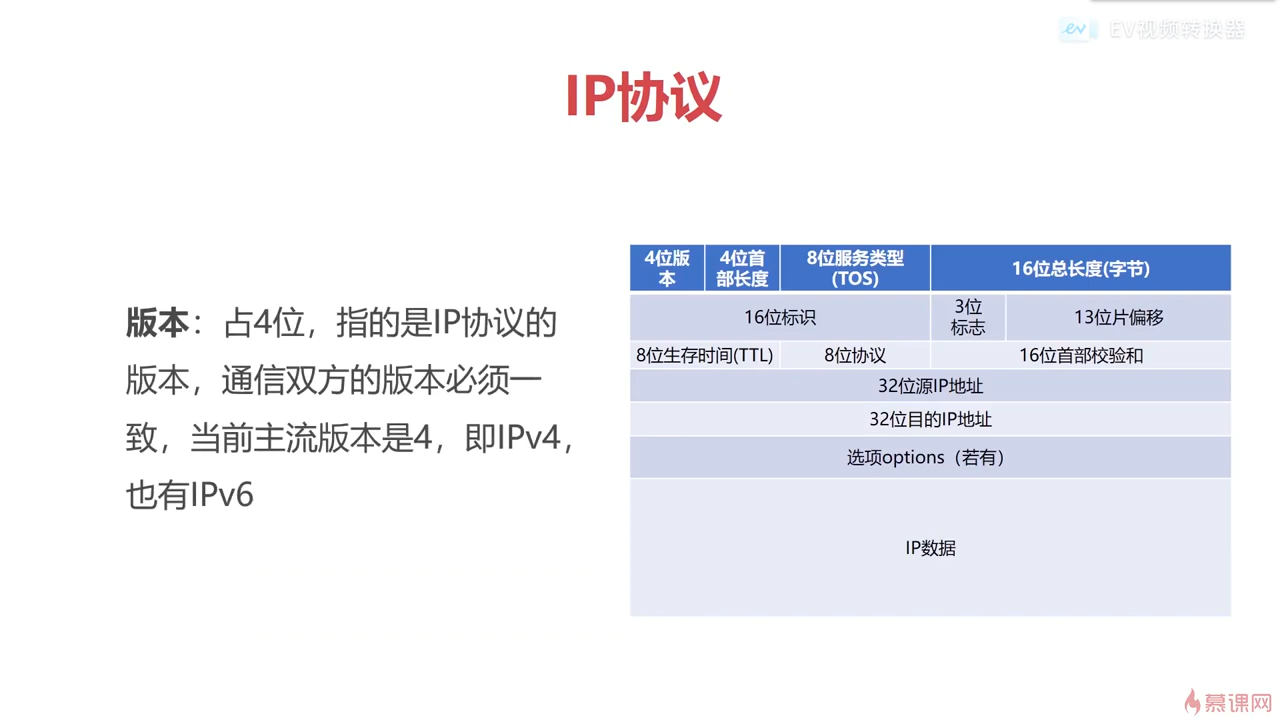 EV视频转换器
IP协议
版本：占4位，指的是IP协议的
版本，通信双方的版本必须一
致，当前主流版本是4，即IPv4，
也有IPv6
4位版
本
4位首
部长度
8位服务类型
(TOS)
16位总长度(字节)
16位标识
3位
标志
13位片偏移
8位生存时间(TTL)
8位协议
16位首部校验和
32位源IP地址
32位目的IP地址
选项options（若有）
IP数据
慕课网